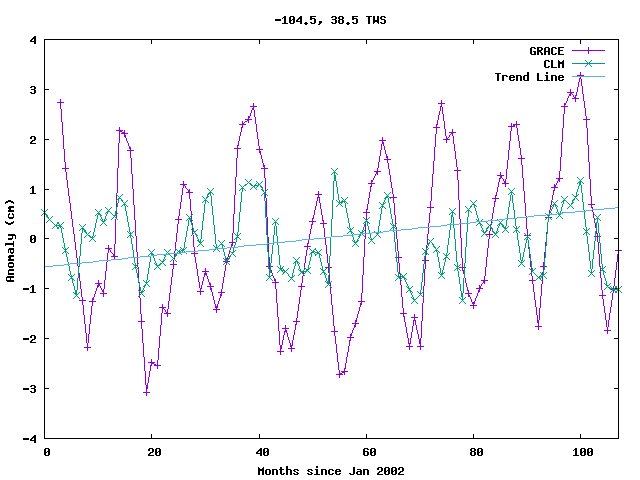 -104.5, 38.5 TWS
GRACE
CLM
Trend Line
4
3
2
1
0
-1
-2
-3
-4
Anomaly (cm)
0 20 40 60 80 100
Months since Jan 2002